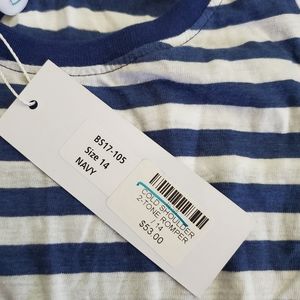 BS17-105
Size 14
NAVY
COLD SHOULDER
2-TONE ROMPER
/ 14
$53.00